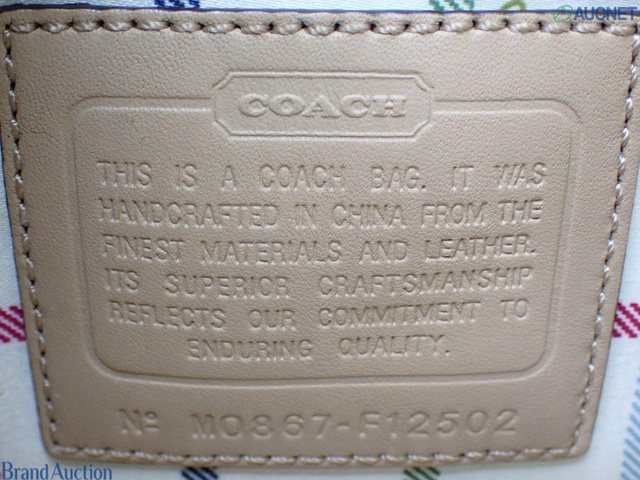 AUCNET
COACH
THIS IS A COACH BAG. IT WAS
HANDCRAFTED IN CHINA FROM THE
FINEST MATERIALS AND LEATHER.
ITS SUPERIOR CRAFTSMANSHIP
REFLECTS OUR COMMITMENT TO
ENDURING QUALITY.
Nº MO867-F12502
Brand Auction